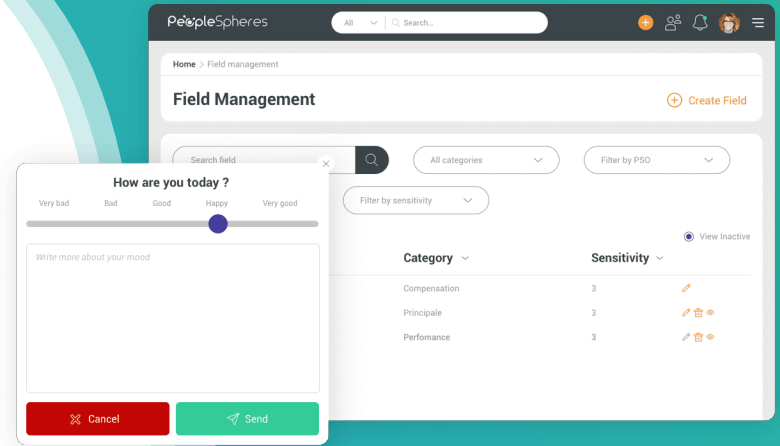 PeopleSpheres
All
Search...
Home > Field management
Field Management
Create Field
Search field
All categories
Filter by PSO
Filter by sensitivity
View Inactive
Category
Sensitivity
Compensation 3
Principale 3
Perfomance 3
How are you today ?
Very bad Bad Good Happy Very good
Write more about your mood
Cancel
Send